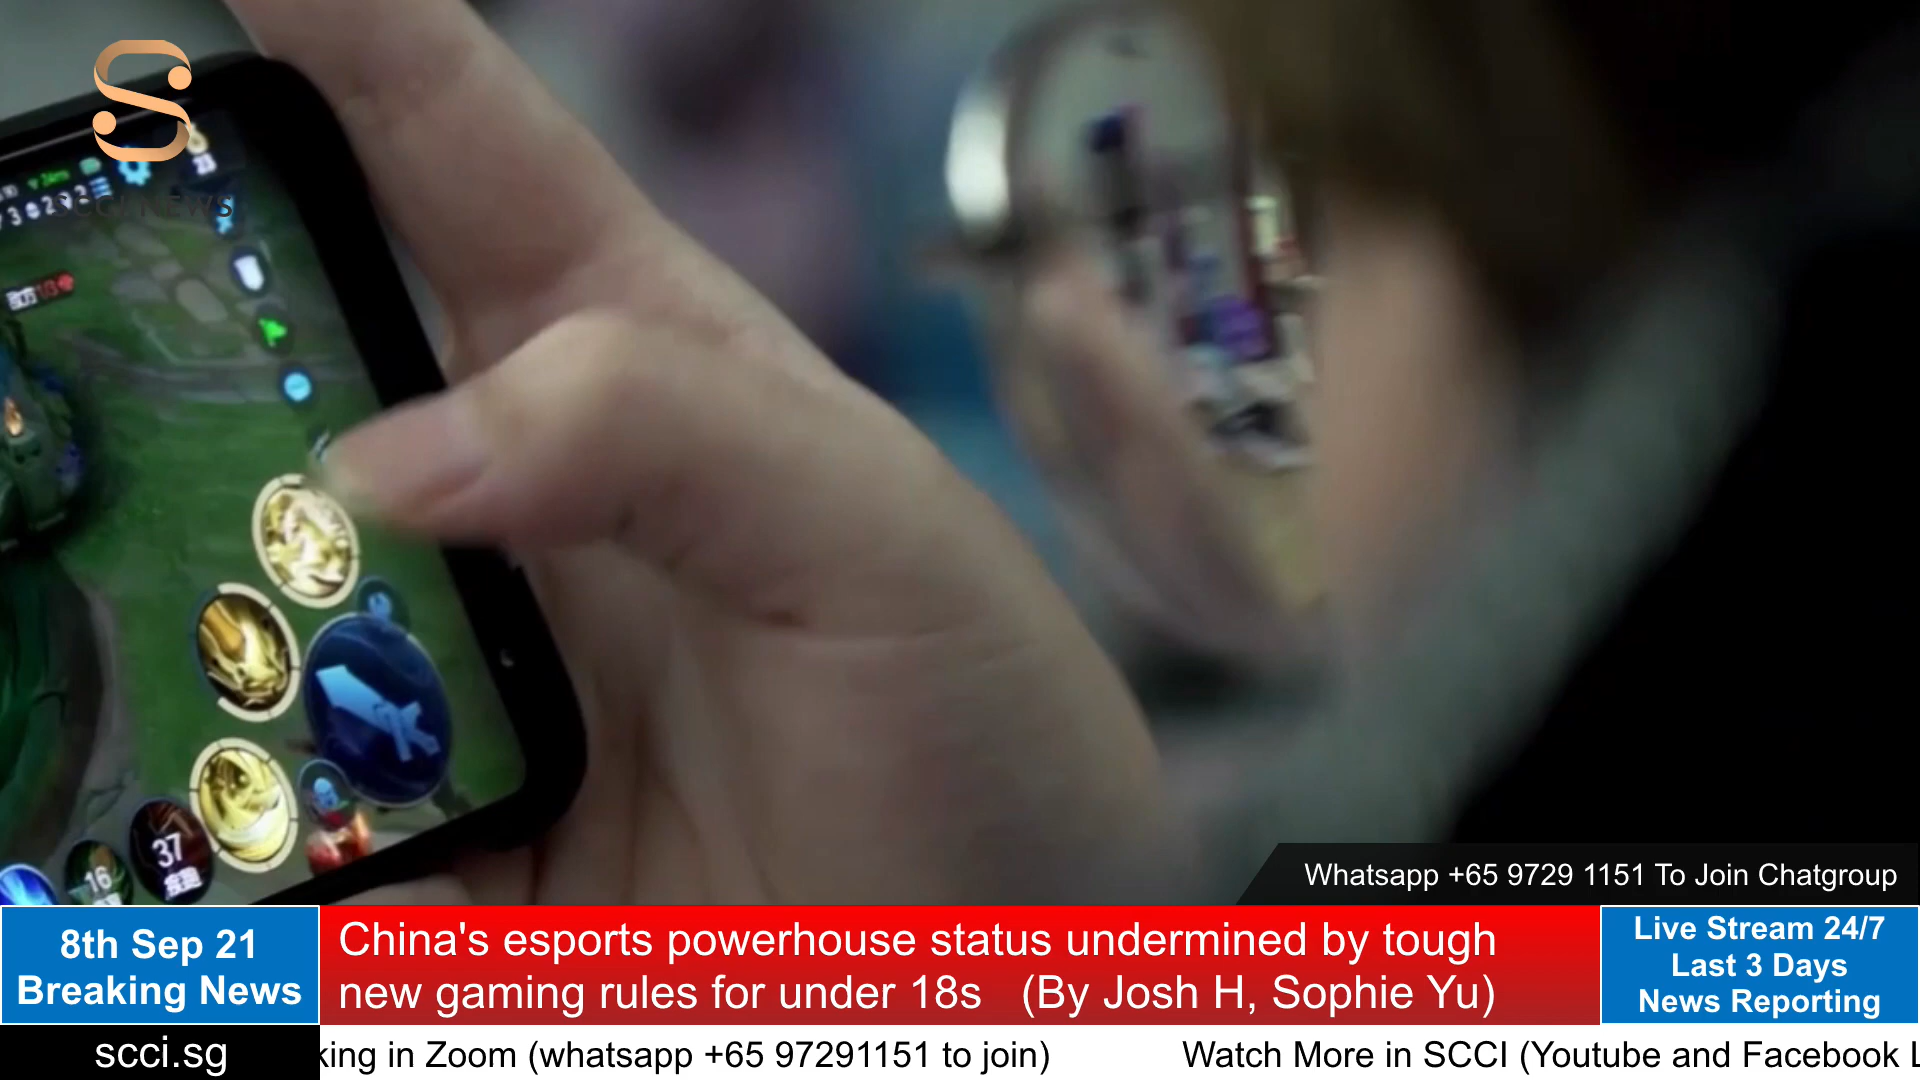 23
SCCI NEWS
37
16
Whatsapp +65 9729 1151 To Join Chatgroup
8th Sep 21
Breaking News
China's esports powerhouse status undermined by tough
new gaming rules for under 18s (By Josh H, Sophie Yu)
Live Stream 24/7
Last 3 Days
News Reporting
scci.sg
king in Zoom (whatsapp +65 97291151 to join)
Watch More in SCCI (Youtube and Facebook L